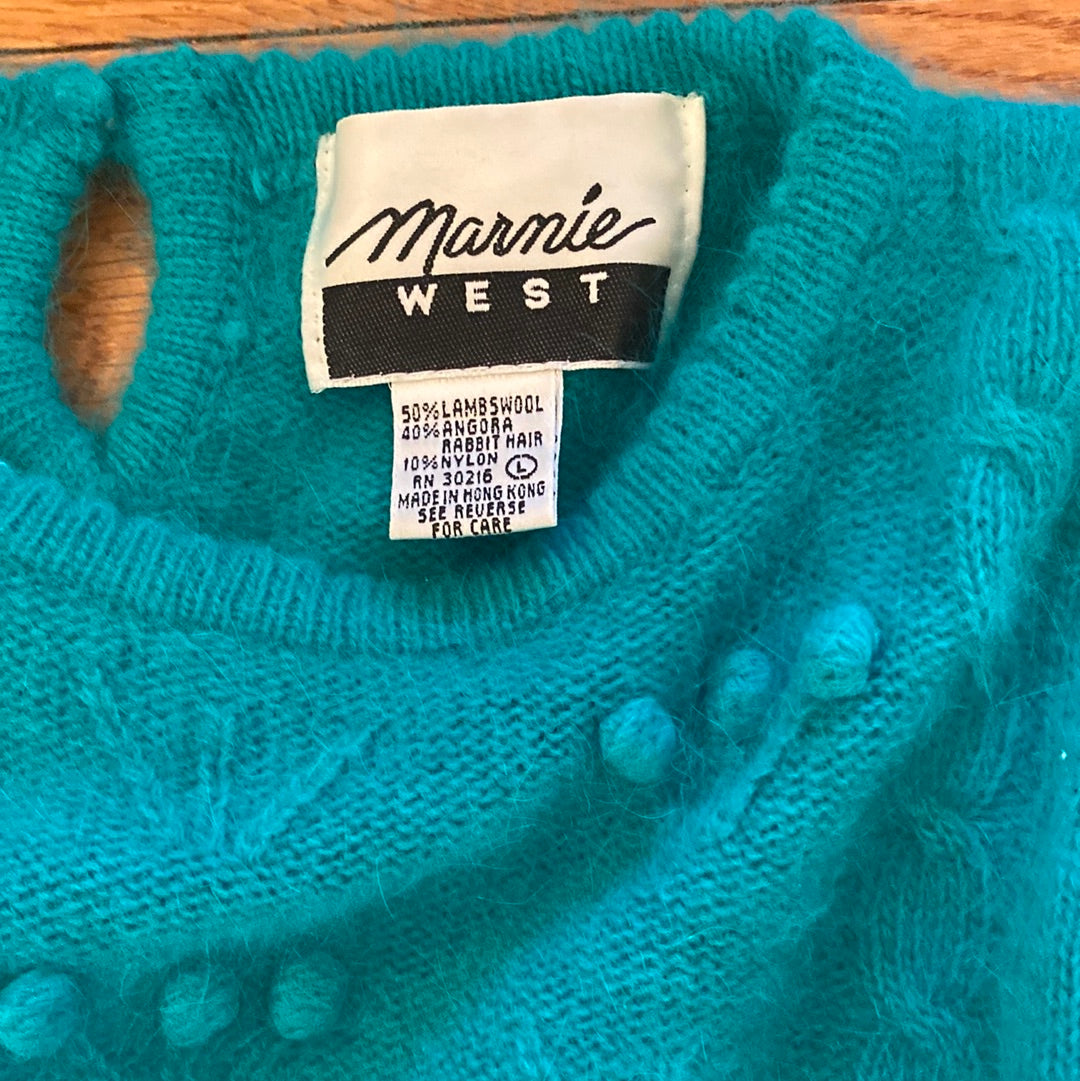 Marnie
WEST
50% LAMBSWOOL
40% ANGORA
RABBIT HAIR
10% NYLON
L
RN 30216
MADE IN HONG KONG
SEE REVERSE
FOR CARE